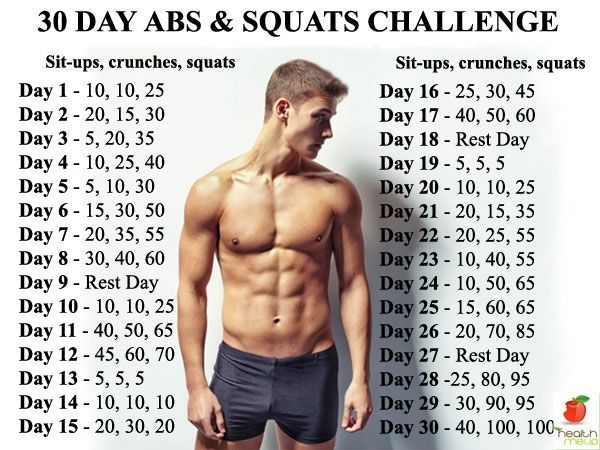 30 DAY ABS & SQUATS CHALLENGE
Sit-ups, crunches, squats
Day 1 - 10, 10, 25
Day 2 - 20, 15, 30
Day 3 - 5, 20, 35
Day 4 - 10, 25, 40
Day 5 - 5, 10, 30
Day 6 - 15, 30, 50
Day 7 - 20, 35, 55
Day 8 - 30, 40, 60
Day 9 - Rest Day
Day 10 - 10, 10, 25
Day 11 - 40, 50, 65
Day 12 - 45, 60, 70
Day 13 - 5, 5, 5
Day 14 - 10, 10, 10
Day 15 - 20, 30, 20
Sit-ups, crunches, squats
Day 16 - 25, 30, 45
Day 17 - 40, 50, 60
Day 18 - Rest Day
Day 19 - 5, 5, 5
Day 20 - 10, 10, 25
Day 21 - 20, 15, 35
Day 22 - 20, 25, 55
Day 23 - 10, 40, 55
Day 24 - 10, 50, 65
Day 25 - 15, 60, 65
Day 26 - 20, 70, 85
Day 27 - Rest Day
Day 28 -25, 80, 95
Day 29 - 30, 90, 95
Day 30 - 40, 100, 100
health
meup